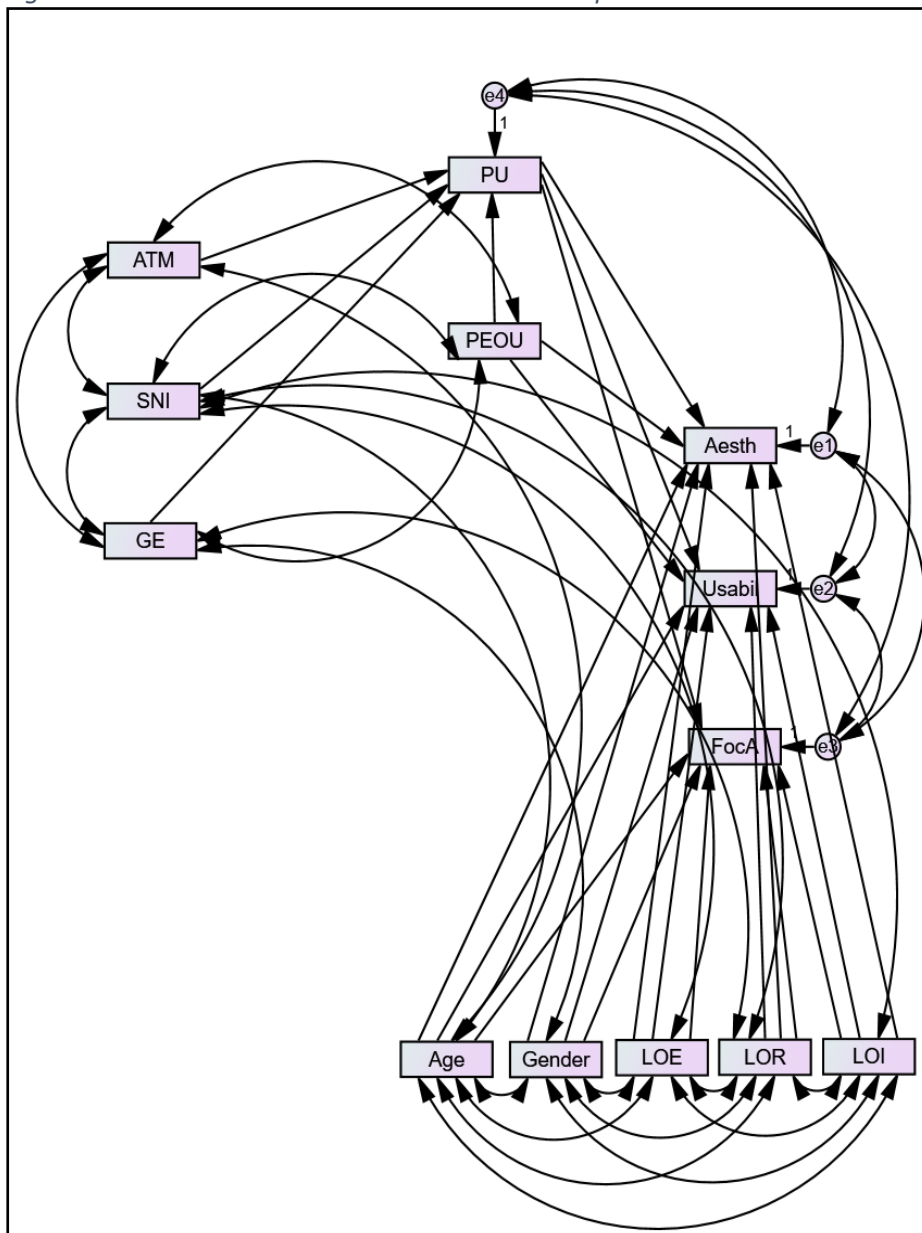 e4
1
PU
ATM
PEOU
SNI
1
Aesth
e1
GE
1
Usabil
e2
1
FocA
e3
Age
Gender
LOE
LOR
LOI